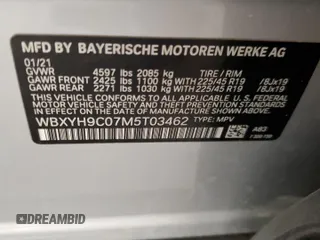 MFD BY BAYERISCHE MOTOREN WERKE AG
01/21
GVWR 4597 lbs 2085 kg TIRE / RIM
GAWR FRONT 2425 lbs 1100 kg 225/45 R19 /8Jx19
GAWR REAR 2271 lbs 1030 kg 225/45 R19 /8Jx19
THIS VEHICLE CONFORMS TO ALL APPLICABLE FEDERAL MOTOR VEHICLE SAFETY, BUMPER, AND THEFT PREVENTION STANDARDS IN EFFECT ON THE DATE OF MANUFACTURE SHOWN ABOVE.
WBXYH9C07M5T03462 TYPE: MPV
A83
DREAMBID